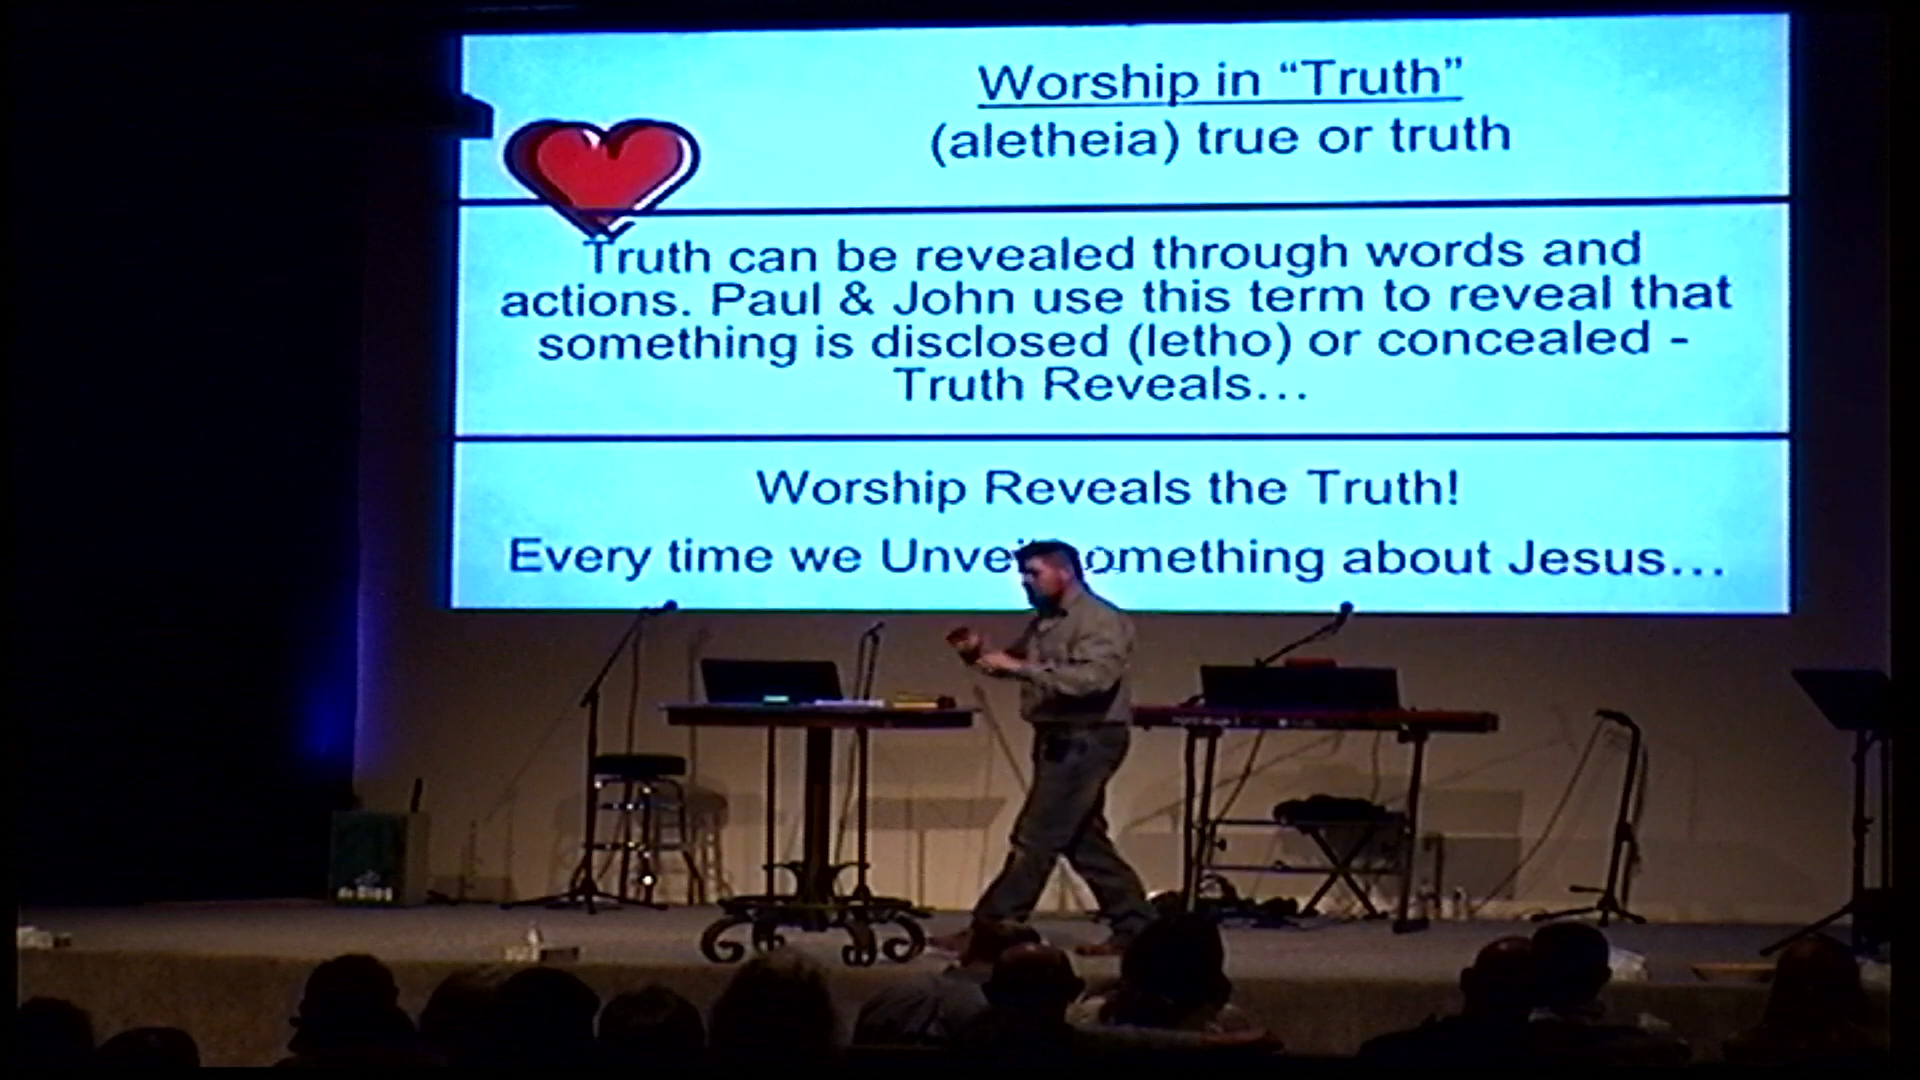 Worship in “Truth”
(aletheia) true or truth
Truth can be revealed through words and
actions. Paul & John use this term to reveal that
something is disclosed (letho) or concealed -
Truth Reveals...
Worship Reveals the Truth!
Every time we Unveil something about Jesus...